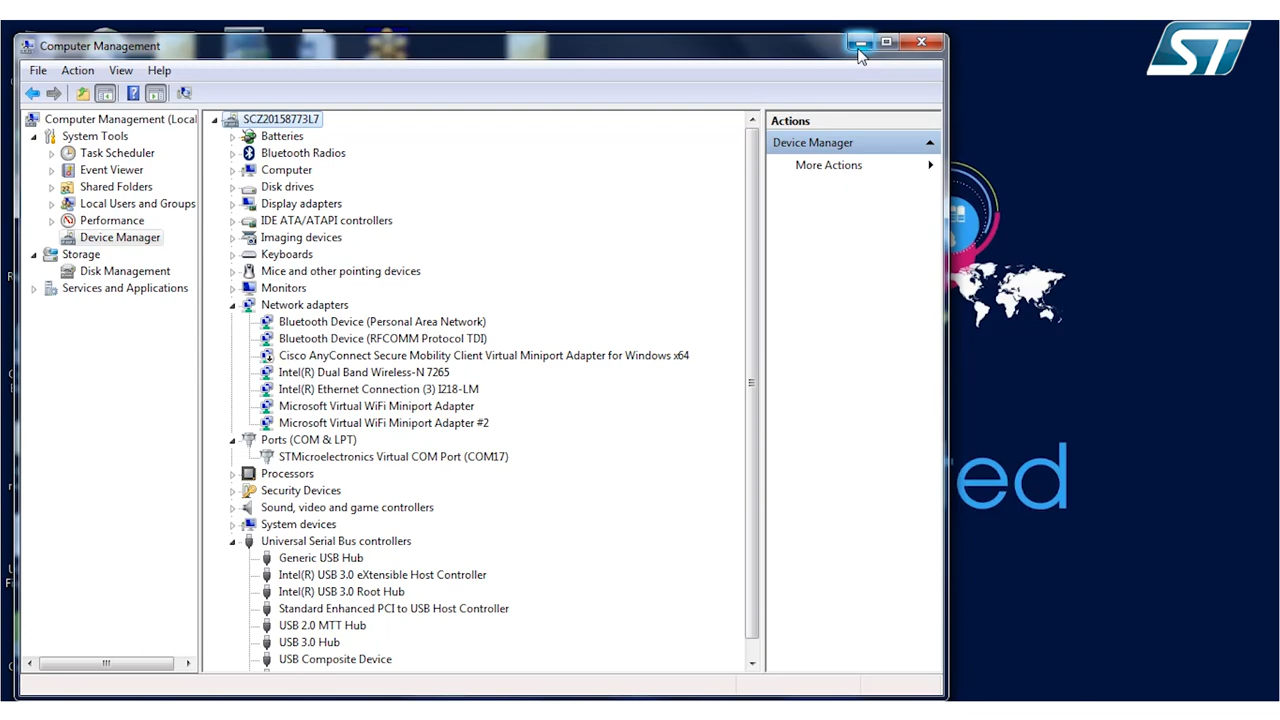 ST
Computer Management
File Action View Help
Computer Management (Local
System Tools
Task Scheduler
Event Viewer
Shared Folders
Local Users and Groups
Performance
Device Manager
Storage
Disk Management
Services and Applications
SCZ20158773L7
Batteries
Bluetooth Radios
Computer
Disk drives
Display adapters
IDE ATA/ATAPI controllers
Imaging devices
Keyboards
Mice and other pointing devices
Monitors
Network adapters
Bluetooth Device (Personal Area Network)
Bluetooth Device (RFCOMM Protocol TDI)
Cisco AnyConnect Secure Mobility Client Virtual Miniport Adapter for Windows x64
Intel(R) Dual Band Wireless-N 7265
Intel(R) Ethernet Connection (3) I218-LM
Microsoft Virtual WiFi Miniport Adapter
Microsoft Virtual WiFi Miniport Adapter #2
Ports (COM & LPT)
STMicroelectronics Virtual COM Port (COM17)
Processors
Security Devices
Sound, video and game controllers
System devices
Universal Serial Bus controllers
Generic USB Hub
Intel(R) USB 3.0 eXtensible Host Controller
Intel(R) USB 3.0 Root Hub
Standard Enhanced PCI to USB Host Controller
USB 2.0 MTT Hub
USB 3.0 Hub
USB Composite Device
Actions
Device Manager
More Actions
ed